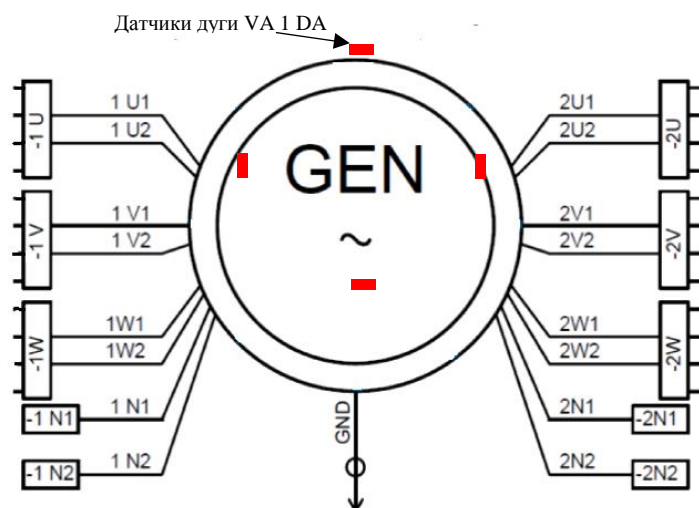 Датчики дуги VA 1 DA
-1 U
1 U1
1 U2
2U1
2U2
-2U
GEN
~
-1 V
1 V1
1 V2
2V1
2V2
-2V
-1W
1W1
1W2
2W1
2W2
-2W
-1 N1
1 N1
GND
2N1
-2N1
-1 N2
1 N2
2N2
-2N2